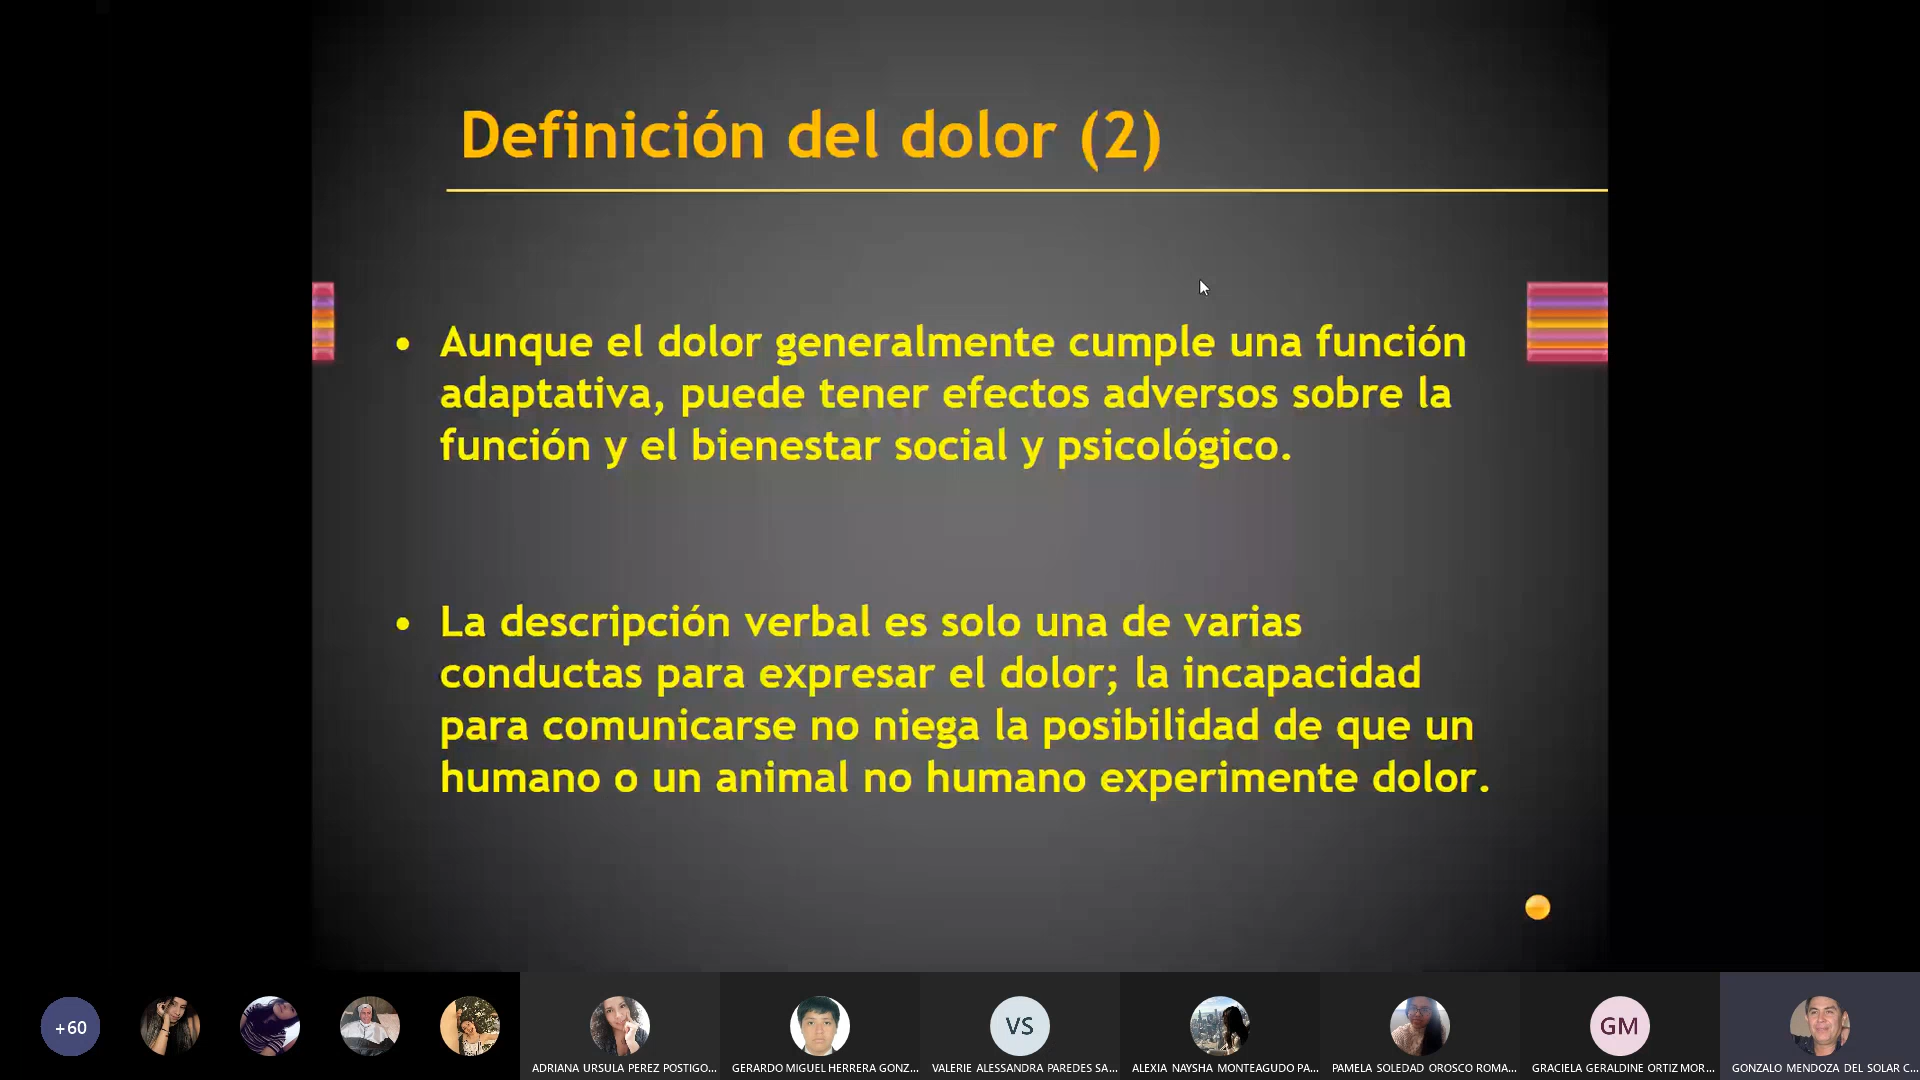 Definición del dolor (2)
• Aunque el dolor generalmente cumple una función
adaptativa, puede tener efectos adversos sobre la
función y el bienestar social y psicológico.
• La descripción verbal es solo una de varias
conductas para expresar el dolor; la incapacidad
para comunicarse no niega la posibilidad de que un
humano o un animal no humano experimente dolor.
+60
VS
GM
ADRIANA URSULA PEREZ POSTIGO...
GERARDO MIGUEL HERRERA GONZ...
VALERIE ALESSANDRA PAREDES SA...
ALEXIA NAYSHA MONTEAGUDO PA...
PAMELA SOLEDAD OROSCO ROMA...
GRACIELA GERALDINE ORTIZ MOR...
GONZALO MENDOZA DEL SOLAR C...